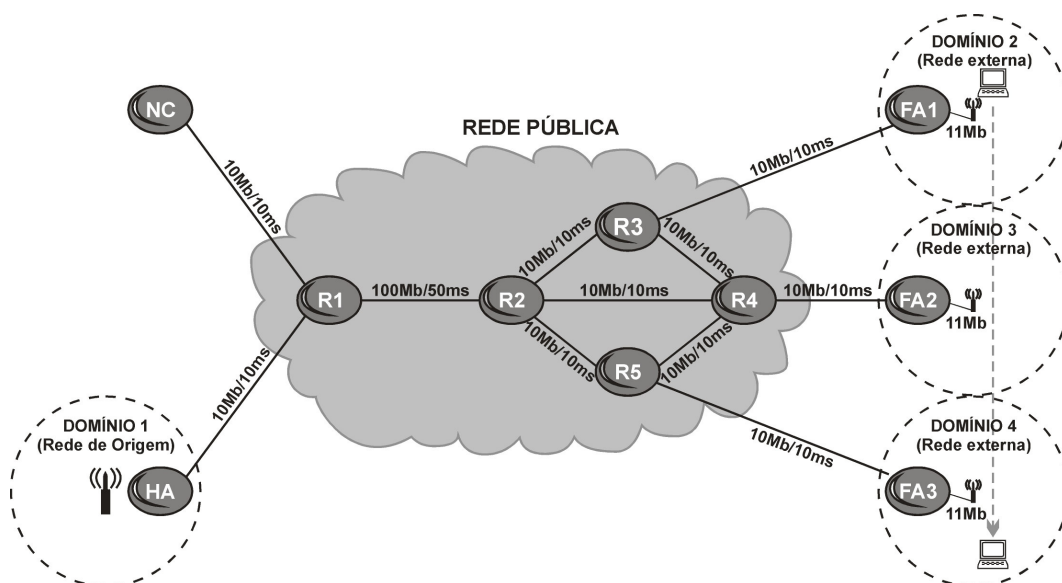 DOMÍNIO 2
(Rede externa)
NC
FA1
11Mb
REDE PÚBLICA
10Mb/10ms
10Mb/10ms
R3
10Mb/10ms
10Mb/10ms
DOMÍNIO 3
(Rede externa)
R1
100Mb/50ms
R2
10Mb/10ms
R4
10Mb/10ms
FA2
11Mb
10Mb/10ms
10Mb/10ms
10Mb/10ms
R5
DOMÍNIO 1
(Rede de Origem)
DOMÍNIO 4
(Rede externa)
10Mb/10ms
HA
FA3
11Mb